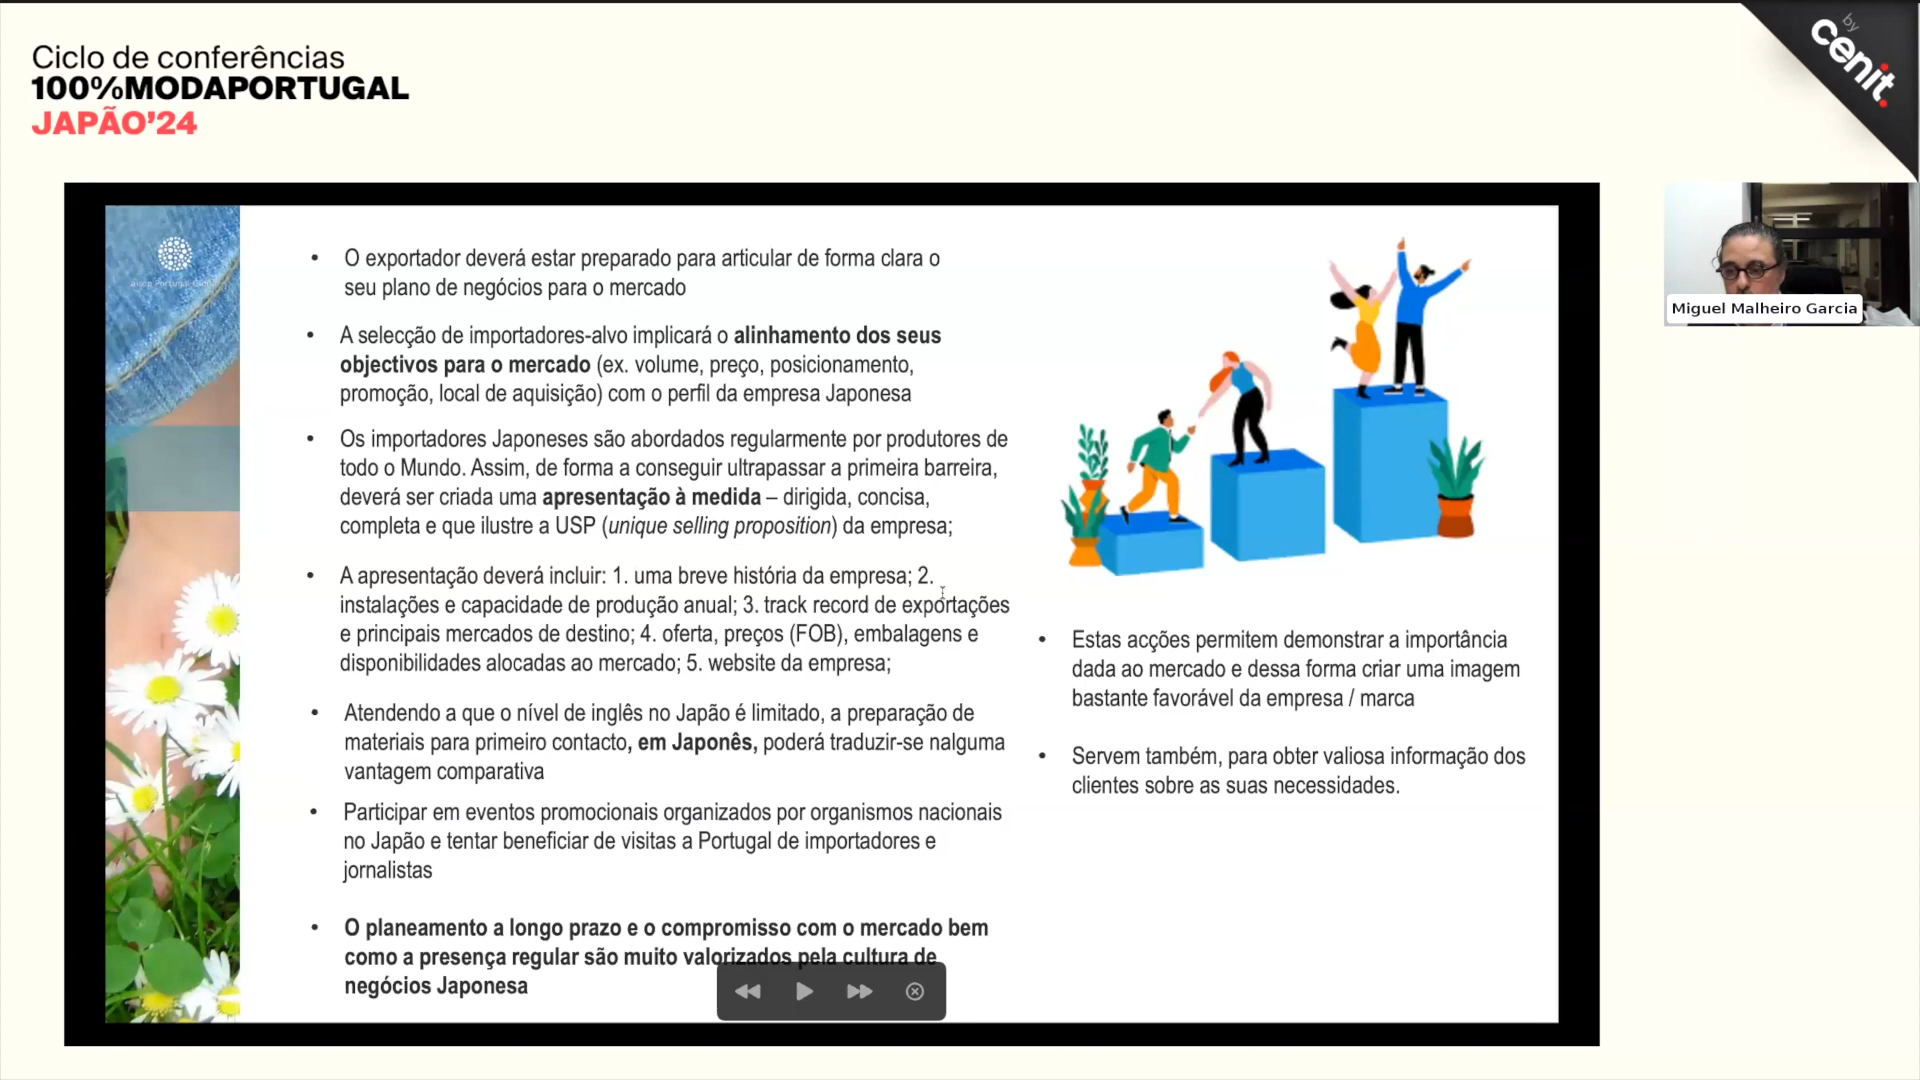 Ciclo de conferências
100%MODAPORTUGAL
JAPÃO’24
by
cenit.
Miguel Malheiro Garcia
• O exportador deverá estar preparado para articular de forma clara o
seu plano de negócios para o mercado
• A selecção de importadores-alvo implicará o alinhamento dos seus
objectivos para o mercado (ex. volume, preço, posicionamento,
promoção, local de aquisição) com o perfil da empresa Japonesa
• Os importadores Japoneses são abordados regularmente por produtores de
todo o Mundo. Assim, de forma a conseguir ultrapassar a primeira barreira,
deverá ser criada uma apresentação à medida – dirigida, concisa,
completa e que ilustre a USP (unique selling proposition) da empresa;
• A apresentação deverá incluir: 1. uma breve história da empresa; 2.
instalações e capacidade de produção anual; 3. track record de exportações
e principais mercados de destino; 4. oferta, preços (FOB), embalagens e
disponibilidades alocadas ao mercado; 5. website da empresa;
• Atendendo a que o nível de inglês no Japão é limitado, a preparação de
materiais para primeiro contacto, em Japonês, poderá traduzir-se nalguma
vantagem comparativa
• Participar em eventos promocionais organizados por organismos nacionais
no Japão e tentar beneficiar de visitas a Portugal de importadores e
jornalistas
• O planeamento a longo prazo e o compromisso com o mercado bem
como a presença regular são muito valorizados pela cultura de
negócios Japonesa
• Estas acções permitem demonstrar a importância
dada ao mercado e dessa forma criar uma imagem
bastante favorável da empresa / marca
• Servem também, para obter valiosa informação dos
clientes sobre as suas necessidades.